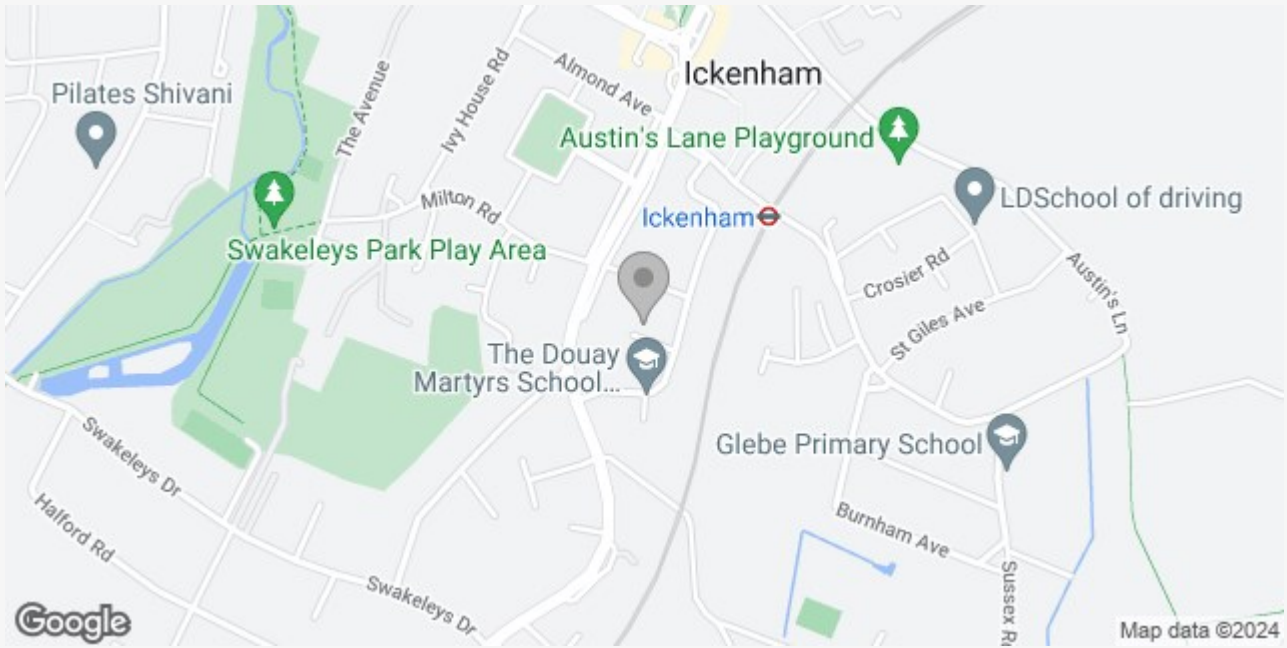 Ickenham
Almond Ave
Ivy House Rd
The Avenue
Pilates Shivani
Austin's Lane Playground
LDSchool of driving
Milton Rd
Ickenham
Swakeleys Park Play Area
Crosier Rd
Austin's Ln
St Giles Ave
The Douay
Martyrs School...
Glebe Primary School
Swakeleys Dr
Halford Rd
Burnham Ave
Swakeleys Dr
Sussex
Google
Map data ©2024